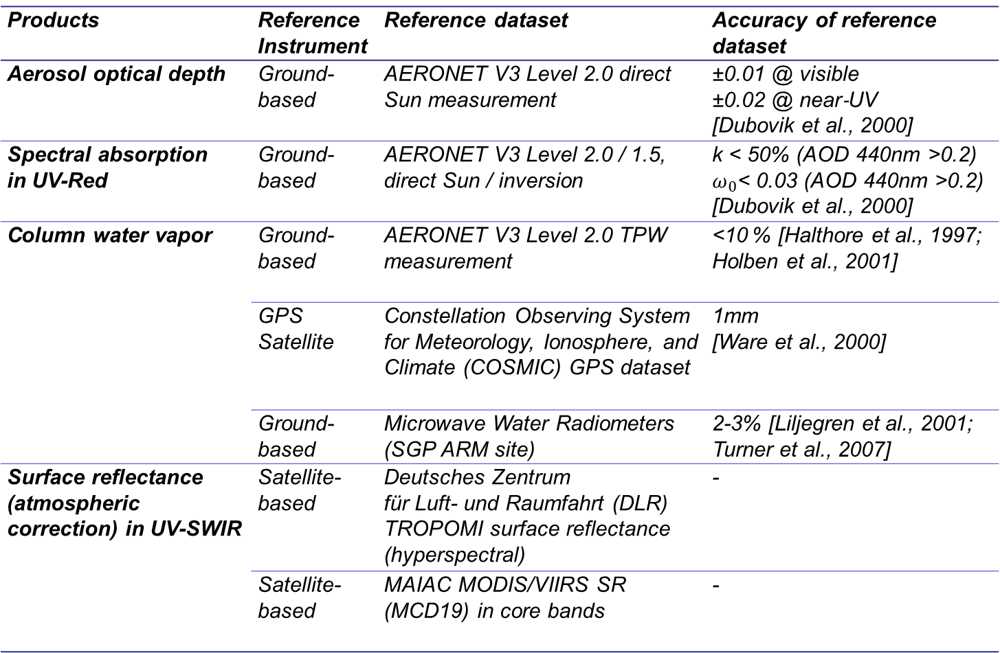 Products
Reference
Instrument
Reference dataset
Accuracy of reference
dataset
Aerosol optical depth
Ground-
based
AERONET V3 Level 2.0 direct
Sun measurement
±0.01 @ visible
±0.02 @ near-UV
[Dubovik et al., 2000]
Spectral absorption
in UV-Red
Ground-
based
AERONET V3 Level 2.0 / 1.5,
direct Sun / inversion
k < 50% (AOD 440nm >0.2)
ω₀< 0.03 (AOD 440nm >0.2)
[Dubovik et al., 2000]
Column water vapor
Ground-
based
AERONET V3 Level 2.0 TPW
measurement
<10 % [Halthore et al., 1997;
Holben et al., 2001]
GPS
Satellite
Constellation Observing System
for Meteorology, Ionosphere, and
Climate (COSMIC) GPS dataset
1mm
[Ware et al., 2000]
Ground-
based
Microwave Water Radiometers
(SGP ARM site)
2-3% [Liljegren et al., 2001;
Turner et al., 2007]
Surface reflectance
(atmospheric
correction) in UV-SWIR
Satellite-
based
Deutsches Zentrum
für Luft- und Raumfahrt (DLR)
TROPOMI surface reflectance
(hyperspectral)
-
Satellite-
based
MAIAC MODIS/VIIRS SR
(MCD19) in core bands
-